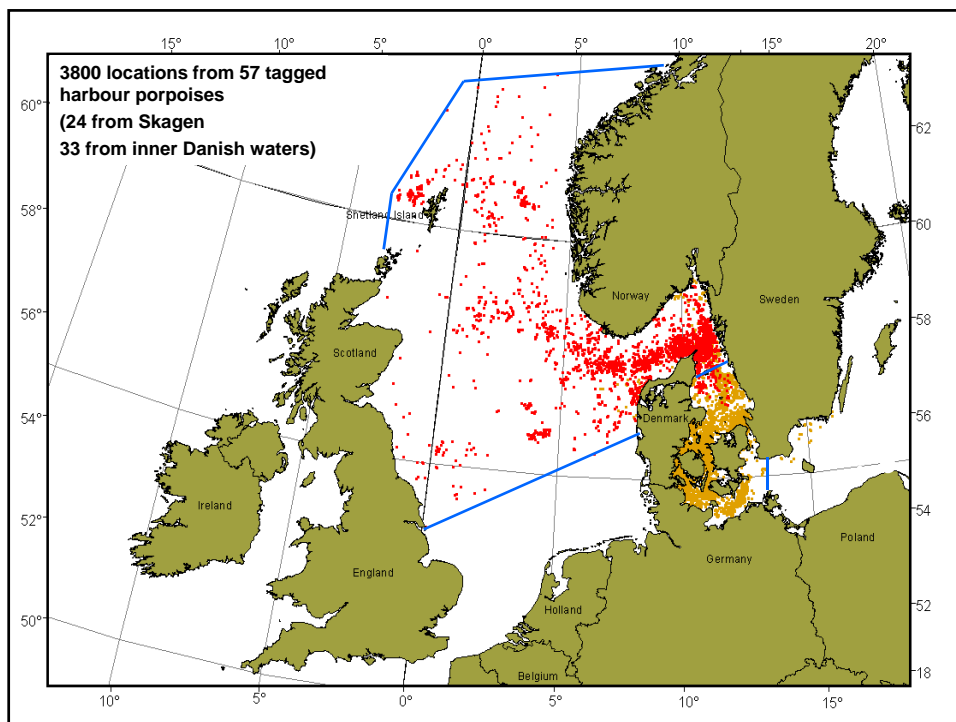 15° 10° 5° 0° 5° 10° 15° 20°
3800 locations from 57 tagged
harbour porpoises
(24 from Skagen
33 from inner Danish waters)
60°
62
58°
Shetland Island
60
56°
Norway
Sweden
58
Scotland
54°
Denmark
56
52°
Ireland
54
Poland
Germany
England
Holland
52
50°
Belgium
18
10° 5° 0° 5° 10° 15°